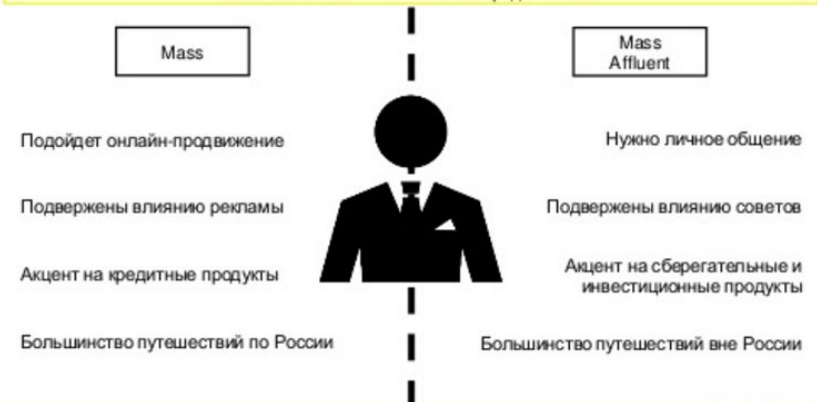 Mass
Mass
Affluent
Подойдет онлайн-продвижение
Нужно личное общение
Подвержены влиянию рекламы
Подвержены влиянию советов
Акцент на кредитные продукты
Акцент на сберегательные и
инвестиционные продукты
Большинство путешествий по России
Большинство путешествий вне России